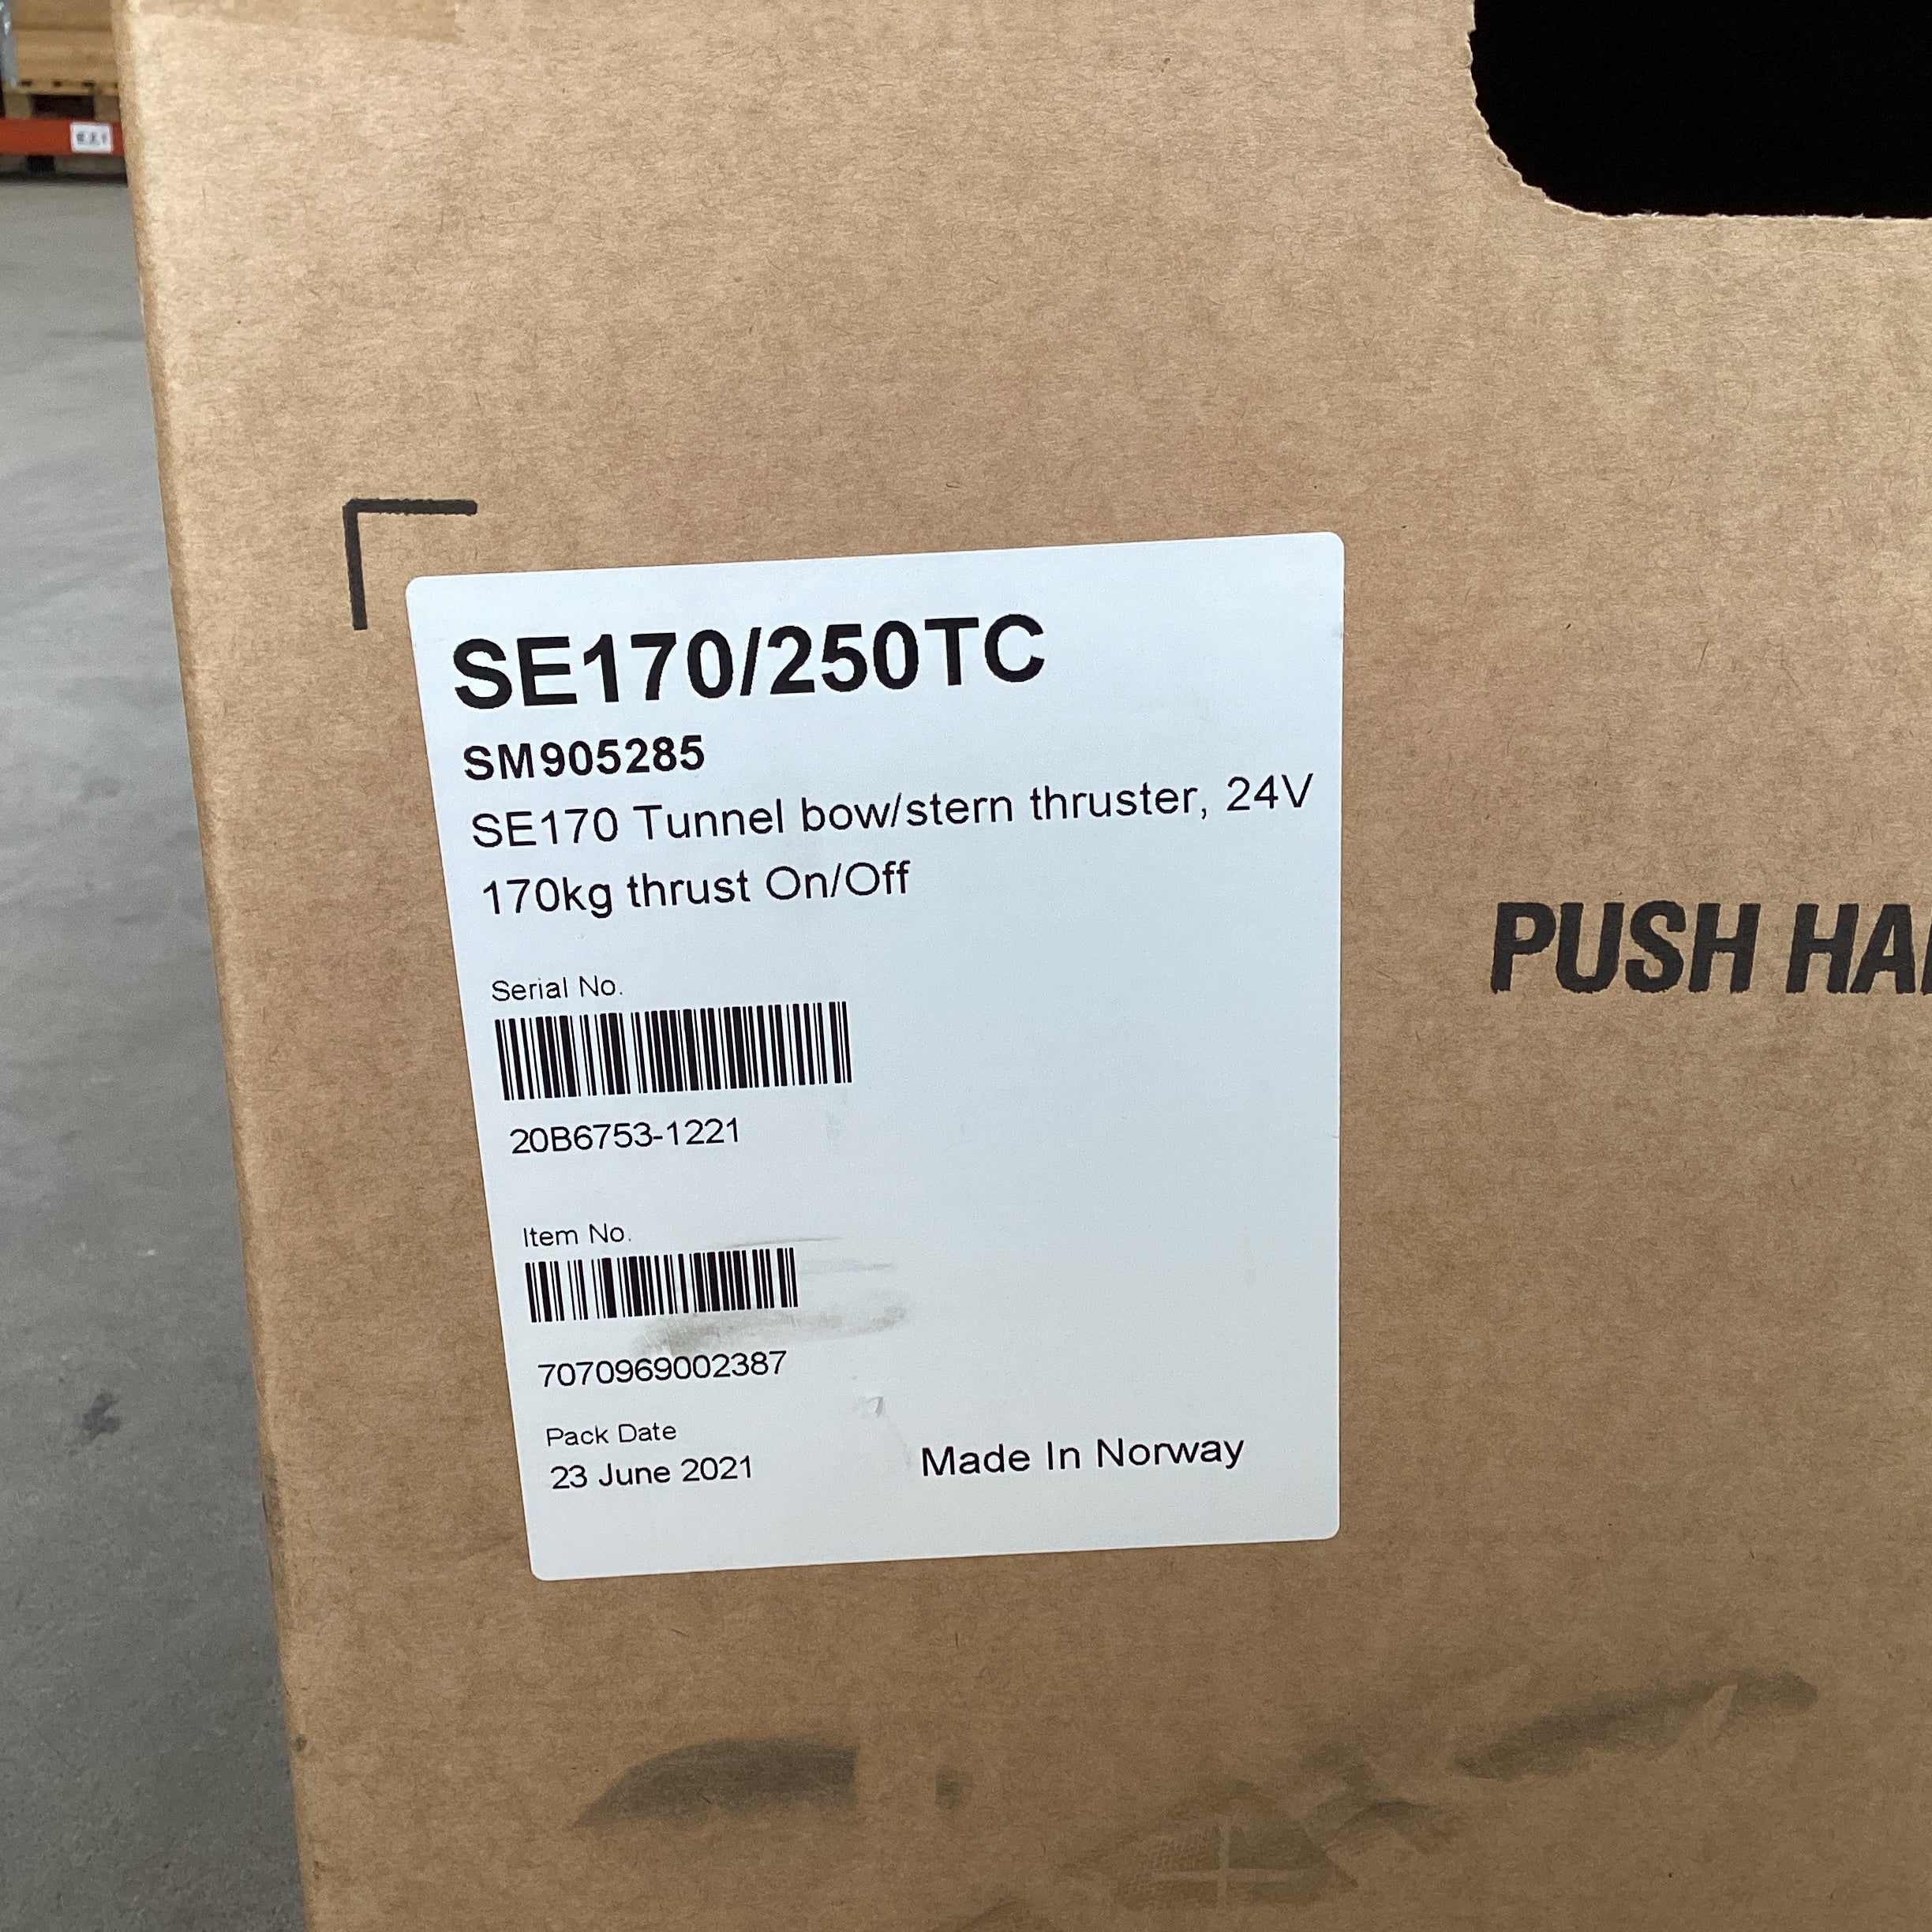 SE170/250TC
SM905285
SE170 Tunnel bow/stern thruster, 24V
170kg thrust On/Off
Serial No.
20B6753-1221
Item No.
7070969002387
Pack Date
23 June 2021
Made In Norway
PUSH HA